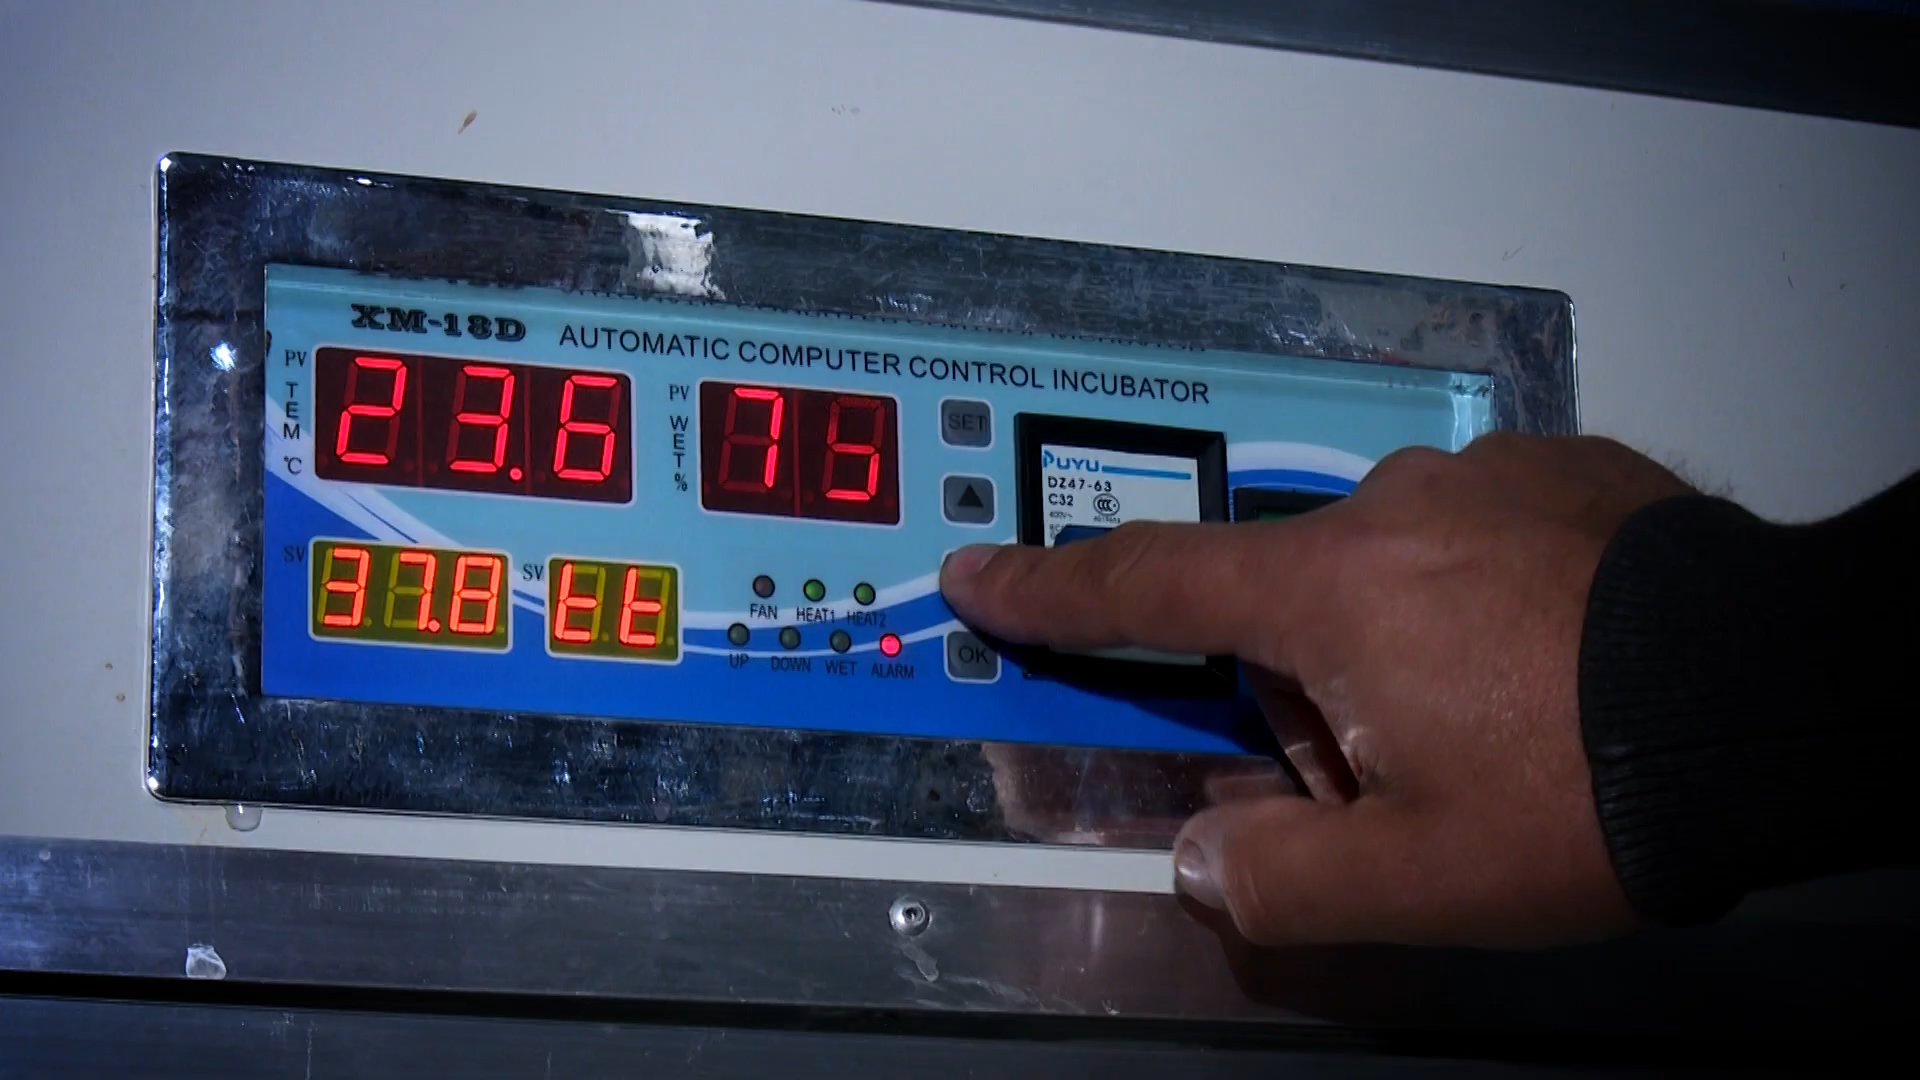 XM-18D
AUTOMATIC COMPUTER CONTROL INCUBATOR
PV
TEM
°C
23.6
PV
WET%
75
SET
▲
PUYU
DZ47-63
C32
CCC
400V~
SV
37.8
SV
tt
FAN
HEAT1
HEAT2
UP
DOWN
WET
ALARM
OK